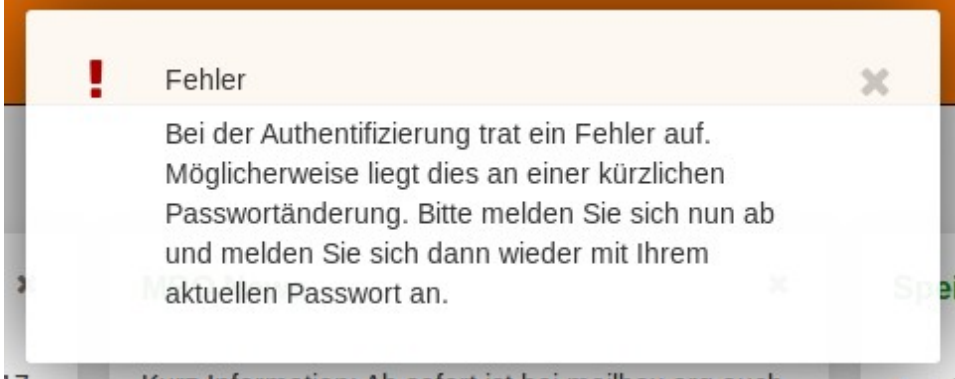 Fehler
Bei der Authentifizierung trat ein Fehler auf.
Möglicherweise liegt dies an einer kürzlichen
Passwortänderung. Bitte melden Sie sich nun ab
und melden Sie sich dann wieder mit Ihrem
aktuellen Passwort an.
Spei